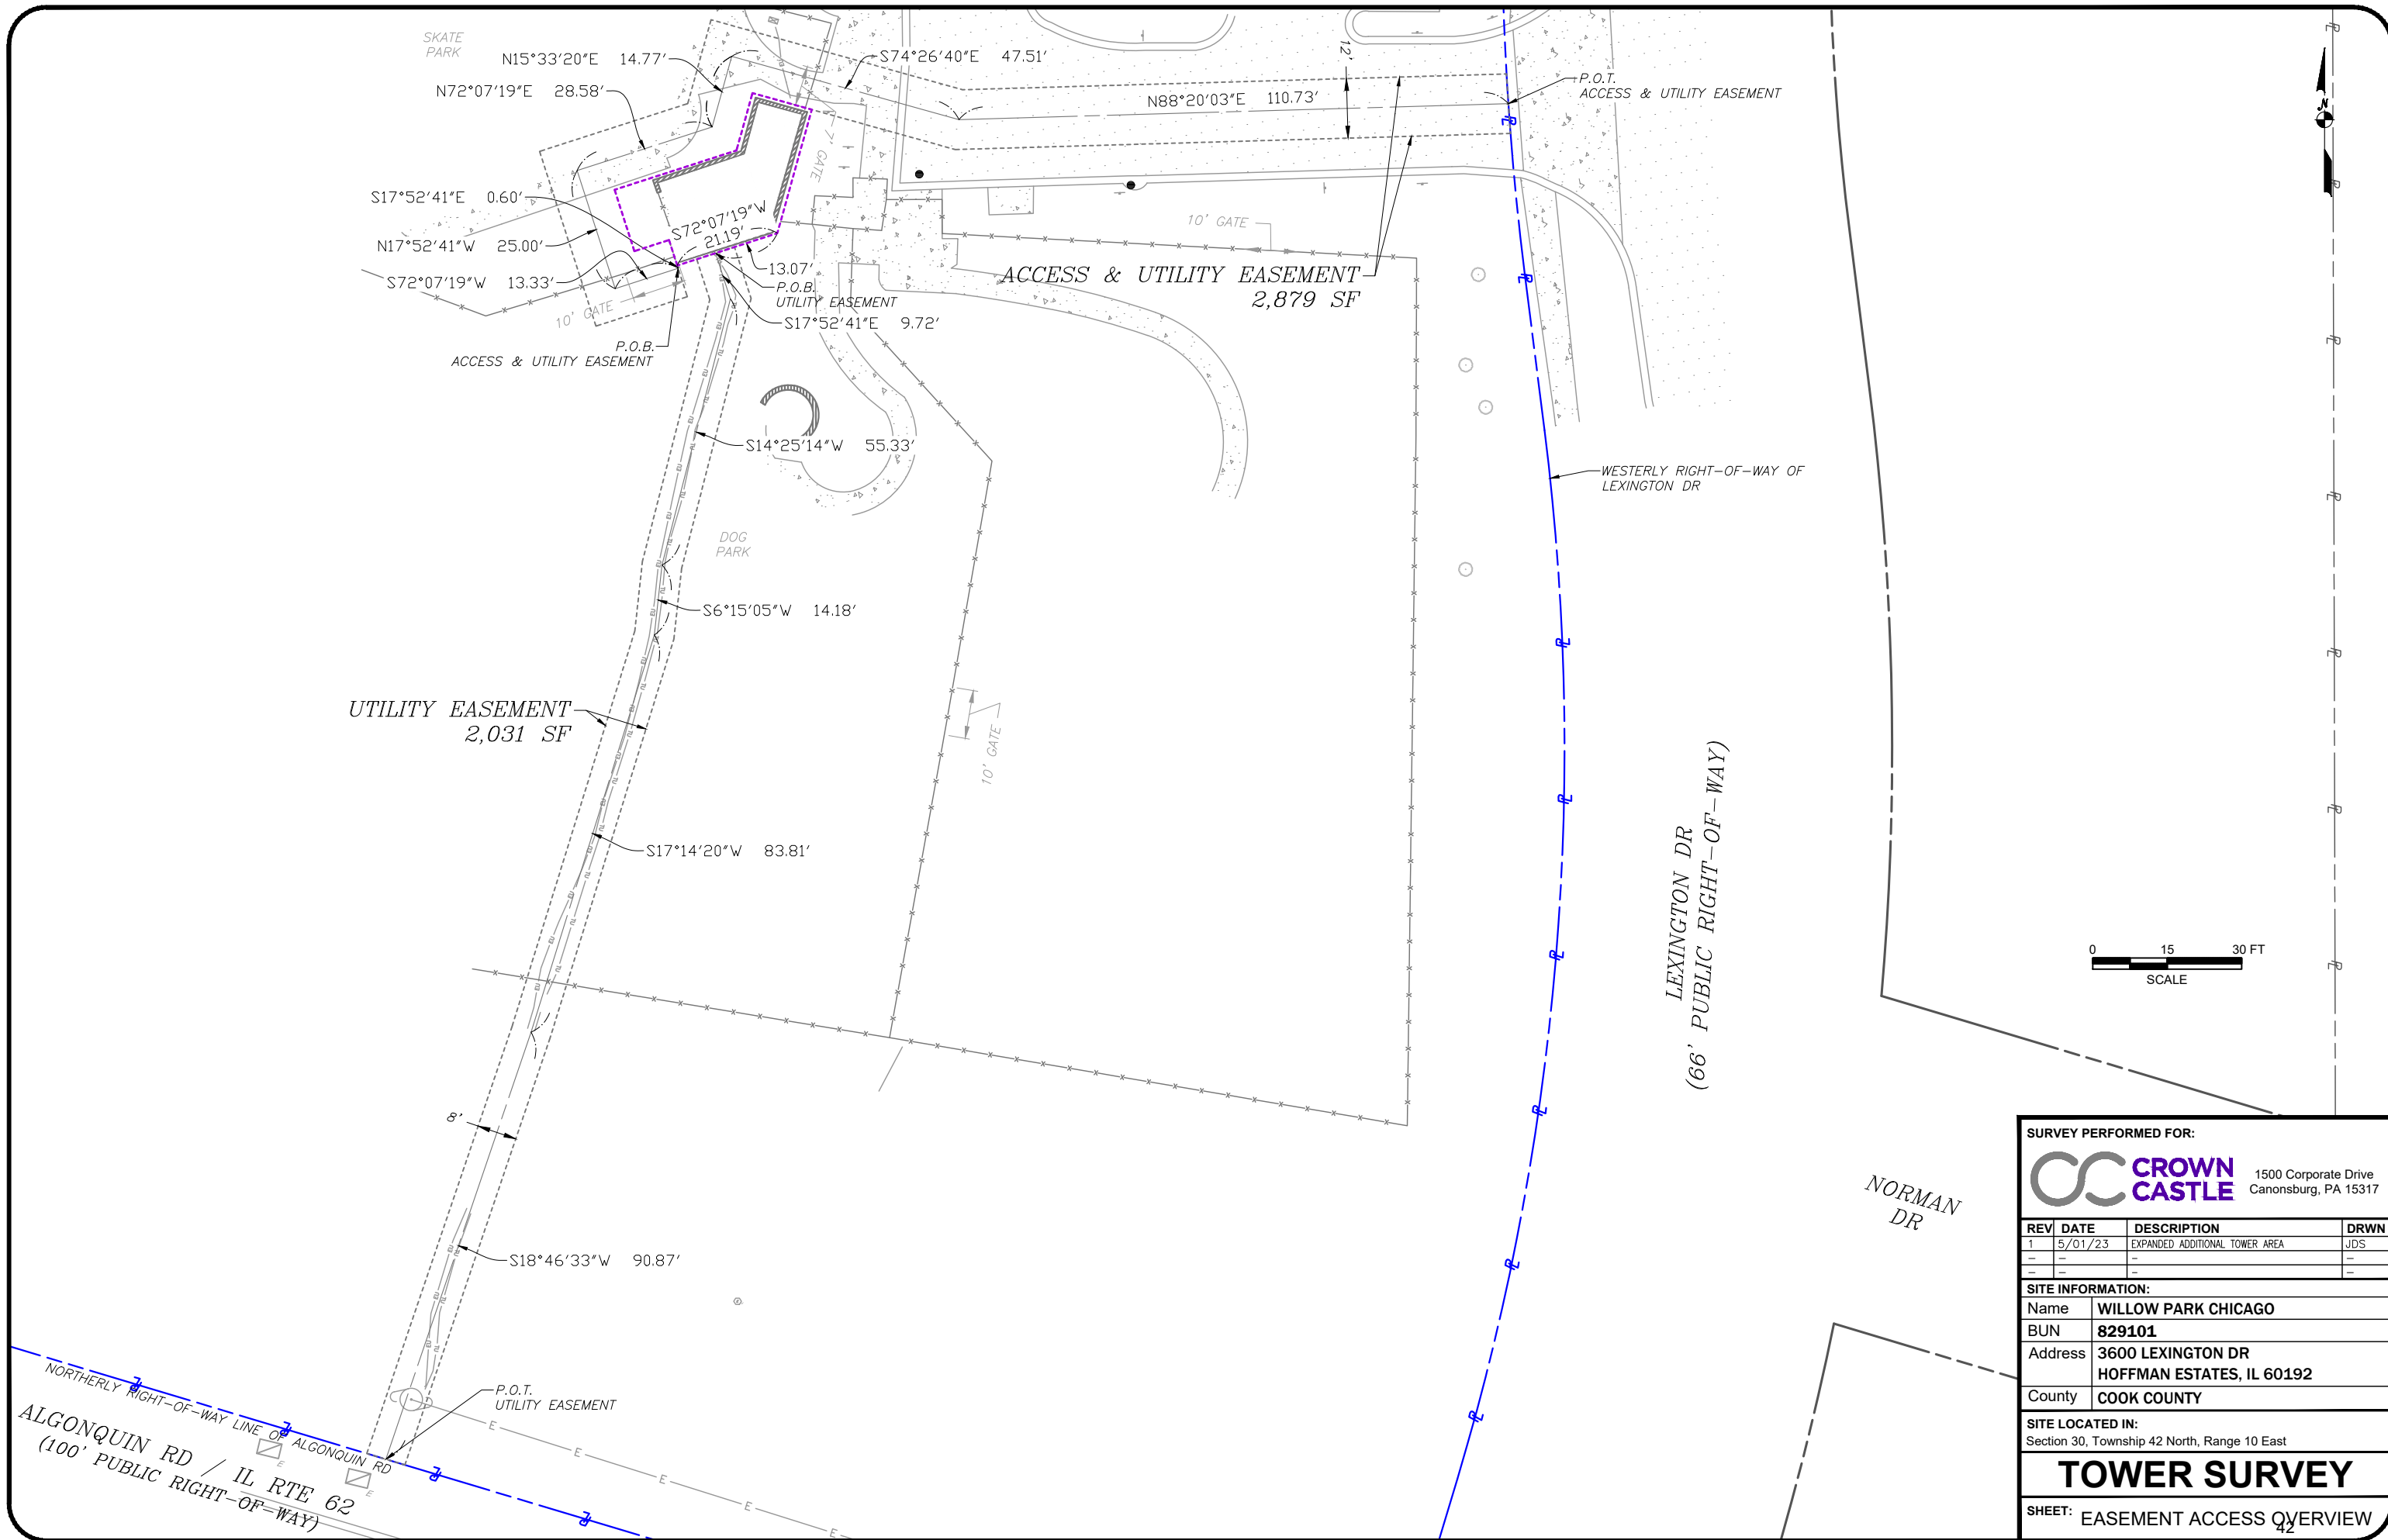 SKATE
PARK
N15°33'20"E 14.77'
N72°07'19"E 28.58'
S74°26'40"E 47.51'
12'
N88°20'03"E 110.73'
P.O.T.
ACCESS & UTILITY EASEMENT
N
7' GATE
S17°52'41"E 0.60'
N17°52'41"W 25.00'
S72°07'19"W 13.33'
S72°07'19"W
21.19'
13.07'
P.O.B.
UTILITY EASEMENT
S17°52'41"E 9.72'
10' GATE
P.O.B.
ACCESS & UTILITY EASEMENT
10' GATE
ACCESS & UTILITY EASEMENT
2,879 SF
S14°25'14"W 55.33'
WESTERLY RIGHT-OF-WAY OF
LEXINGTON DR
DOG
PARK
S6°15'05"W 14.18'
UTILITY EASEMENT
2,031 SF
10' GATE
S17°14'20"W 83.81'
LEXINGTON DR
(66' PUBLIC RIGHT-OF-WAY)
0 15 30 FT
SCALE
8'
NORMAN
DR
S18°46'33"W 90.87'
P.O.T.
UTILITY EASEMENT
NORTHERLY RIGHT-OF-WAY LINE OF ALGONQUIN RD
ALGONQUIN RD / IL RTE 62
(100' PUBLIC RIGHT-OF-WAY)
E
E
E E E E E
SURVEY PERFORMED FOR:
CROWN
CASTLE
1500 Corporate Drive
Canonsburg, PA 15317
REV DATE DESCRIPTION DRWN
1 5/01/23 EXPANDED ADDITIONAL TOWER AREA JDS
- - - -
- - - -
SITE INFORMATION:
Name WILLOW PARK CHICAGO
BUN 829101
Address 3600 LEXINGTON DR
HOFFMAN ESTATES, IL 60192
County COOK COUNTY
SITE LOCATED IN:
Section 30, Township 42 North, Range 10 East
TOWER SURVEY
SHEET: EASEMENT ACCESS OVERVIEW
42